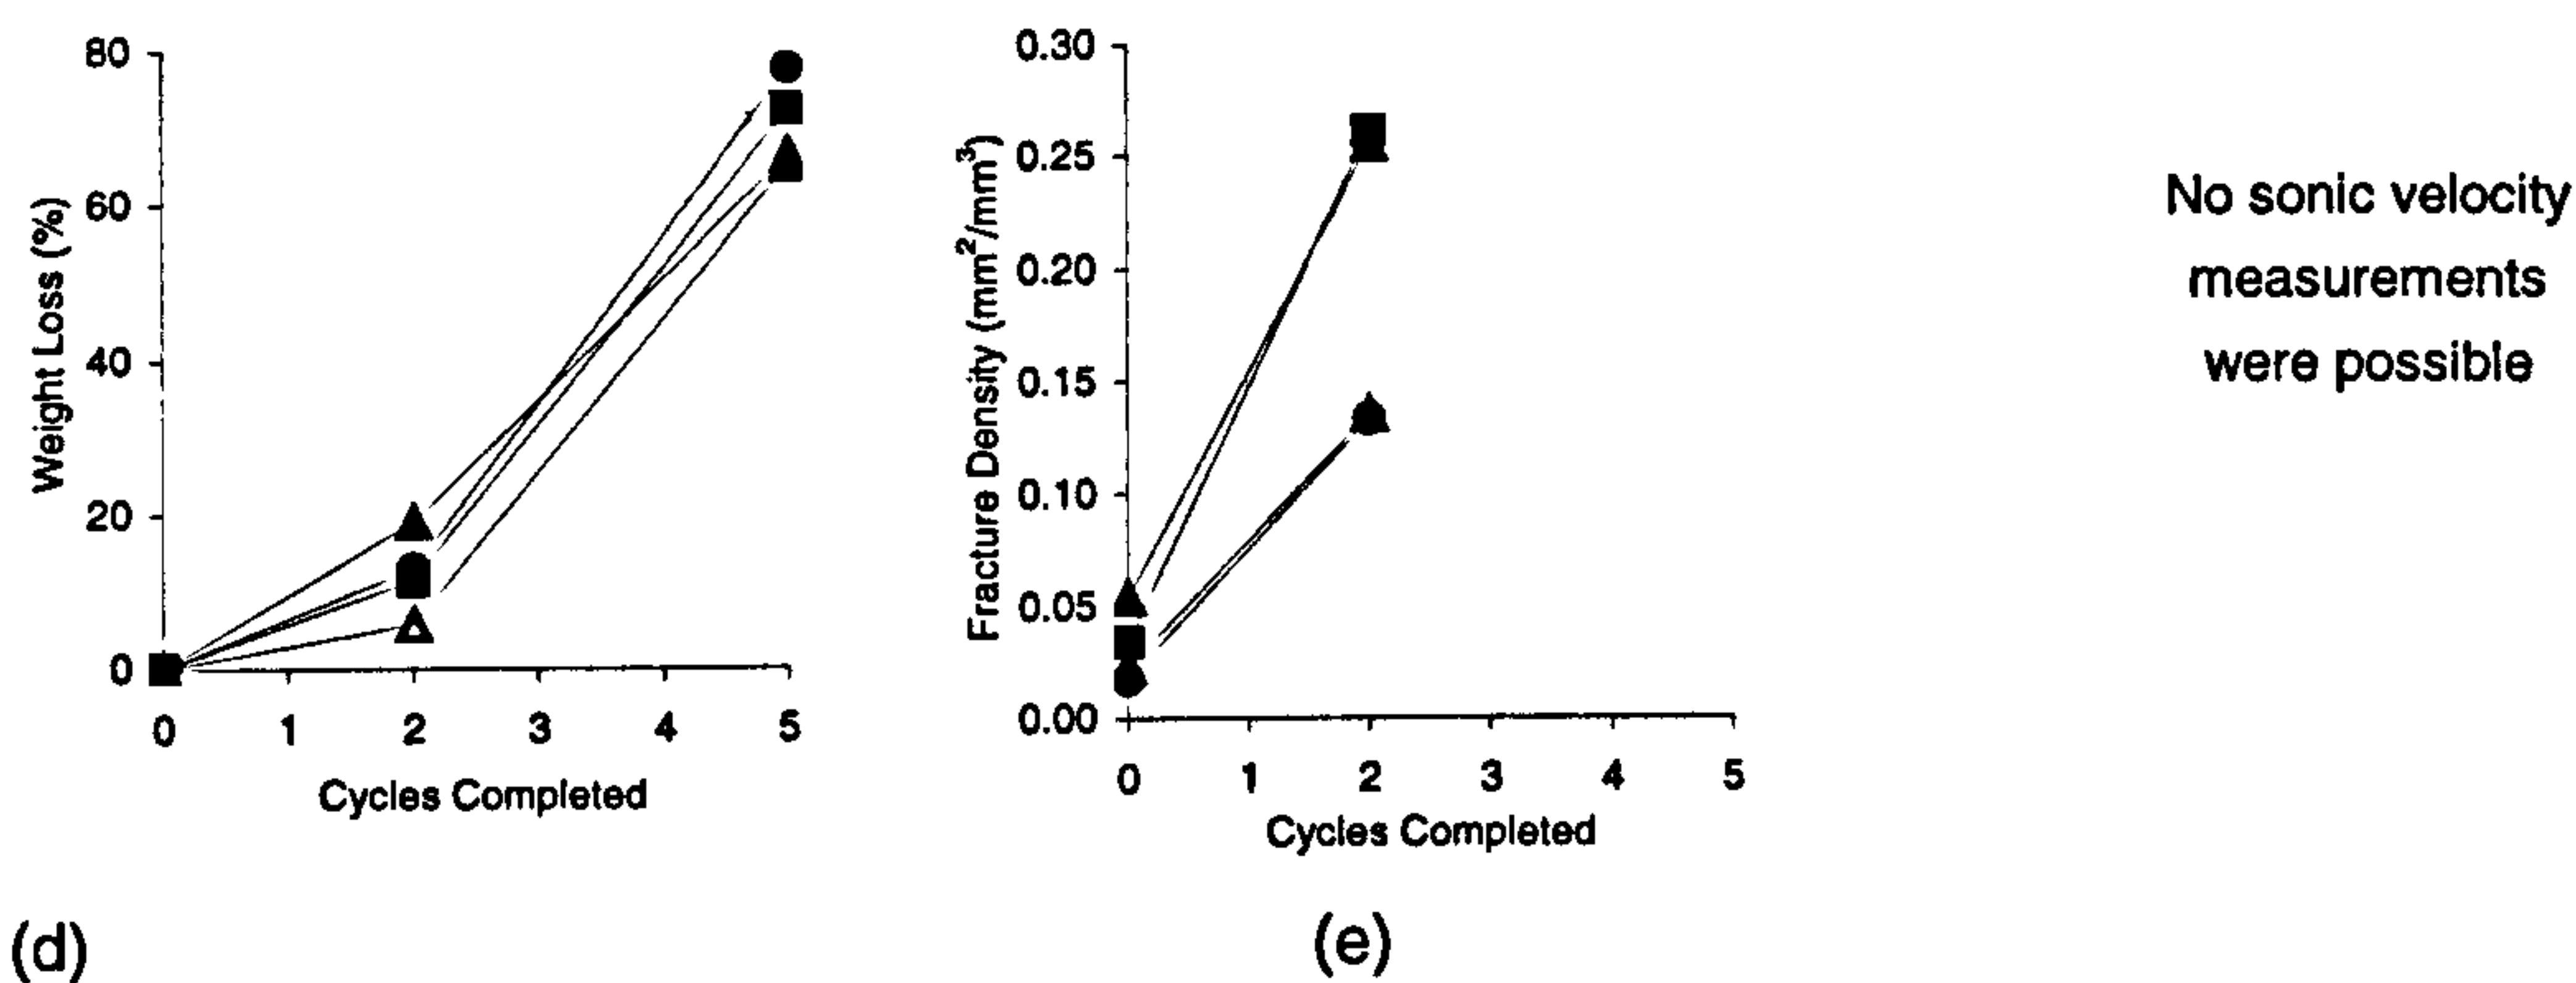 80
60
40
20
0
Weight Loss (%)
0 1 2 3 4 5
Cycles Completed
(d)
0.30
0.25
0.20
0.15
0.10
0.05
0.00
Fracture Density (mm²/mm³)
0 1 2 3 4 5
Cycles Completed
(e)
No sonic velocity
measurements
were possible